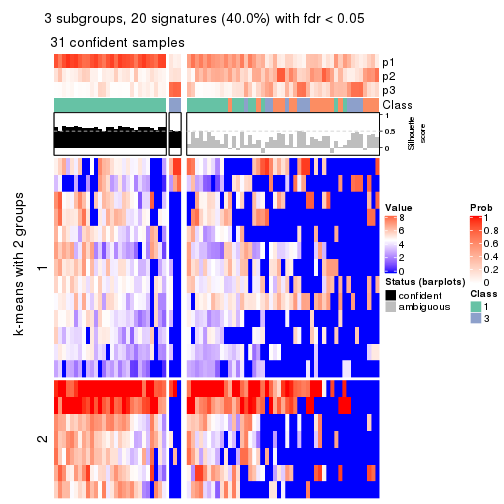 3 subgroups, 20 signatures (40.0%) with fdr < 0.05
31 confident samples
p1
p2
p3
Class
1
0.5
0
Silhouette
score
k-means with 2 groups
1
2
Value
8
6
4
2
0
Status (barplots)
confident
ambiguous
Prob
1
0.8
0.6
0.4
0.2
0
Class
1
3